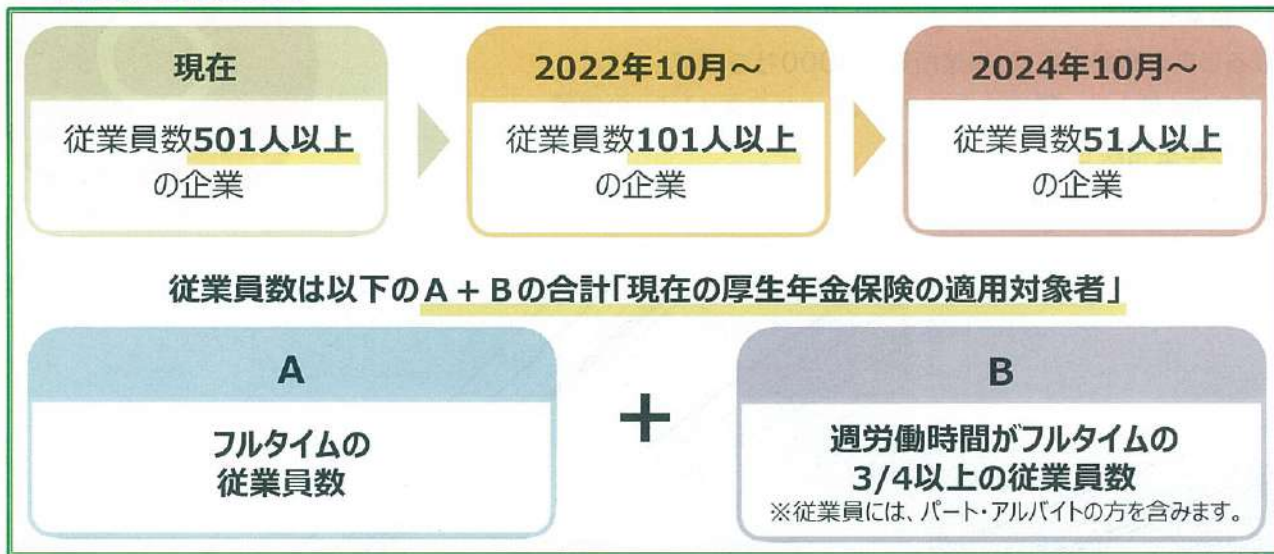 現在
従業員数501人以上
の企業
2022年10月～
従業員数101人以上
の企業
2024年10月～
従業員数51人以上
の企業
従業員数は以下のA＋Bの合計「現在の厚生年金保険の適用対象者」
A
フルタイムの
従業員数
＋
B
週労働時間がフルタイムの
3/4以上の従業員数
※従業員には、パート・アルバイトの方を含みます。